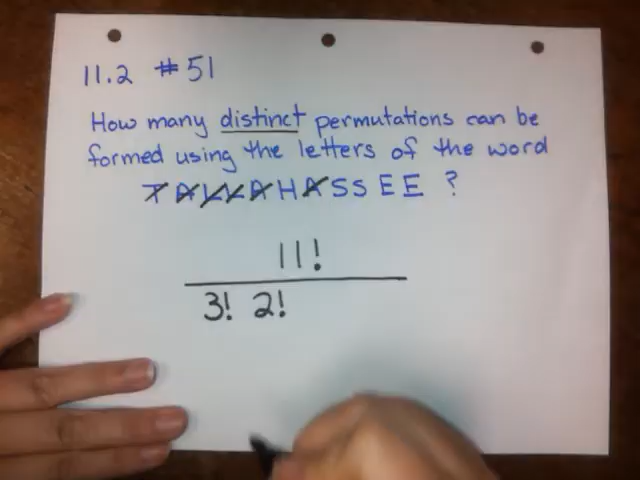 11.2 #51
How many distinct permutations can be
formed using the letters of the word
TALLAHASSEE ?
11!
3! 2!